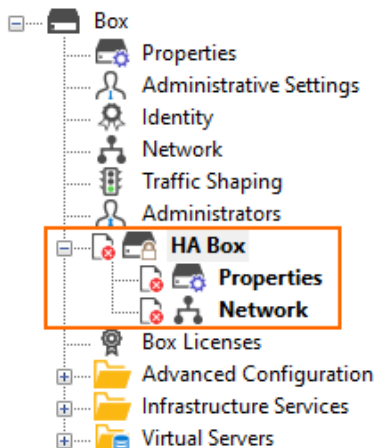 Box
Properties
Administrative Settings
Identity
Network
Traffic Shaping
Administrators
HA Box
Properties
Network
Box Licenses
Advanced Configuration
Infrastructure Services
Virtual Servers